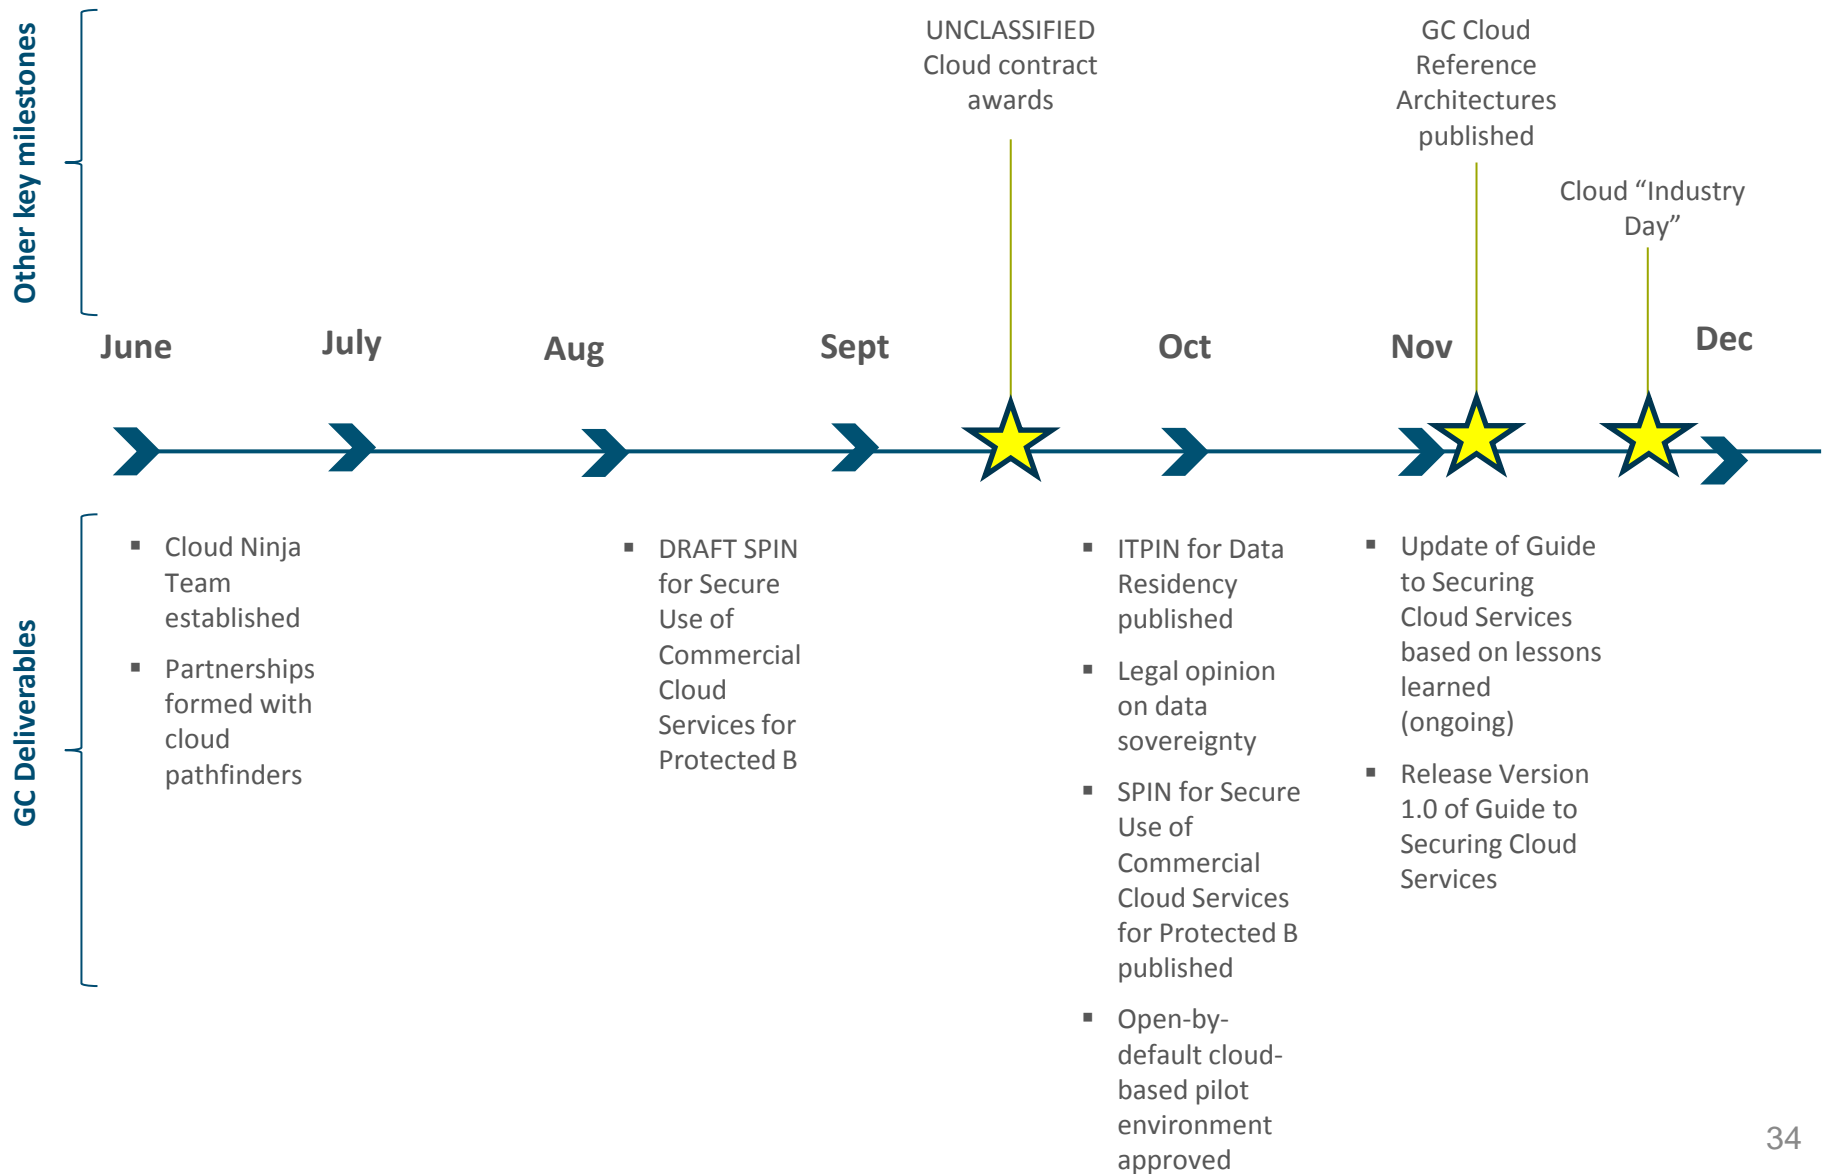 Other key milestones
UNCLASSIFIED
Cloud contract
awards
GC Cloud
Reference
Architectures
published
Cloud “Industry
Day”
June
July
Aug
Sept
Oct
Nov
Dec
GC Deliverables
▪ Cloud Ninja
Team
established
▪ Partnerships
formed with
cloud
pathfinders
▪ DRAFT SPIN
for Secure
Use of
Commercial
Cloud
Services for
Protected B
▪ ITPIN for Data
Residency
published
▪ Legal opinion
on data
sovereignty
▪ SPIN for Secure
Use of
Commercial
Cloud Services
for Protected B
published
▪ Open-by-
default cloud-
based pilot
environment
approved
▪ Update of Guide
to Securing
Cloud Services
based on lessons
learned
(ongoing)
▪ Release Version
1.0 of Guide to
Securing Cloud
Services
34